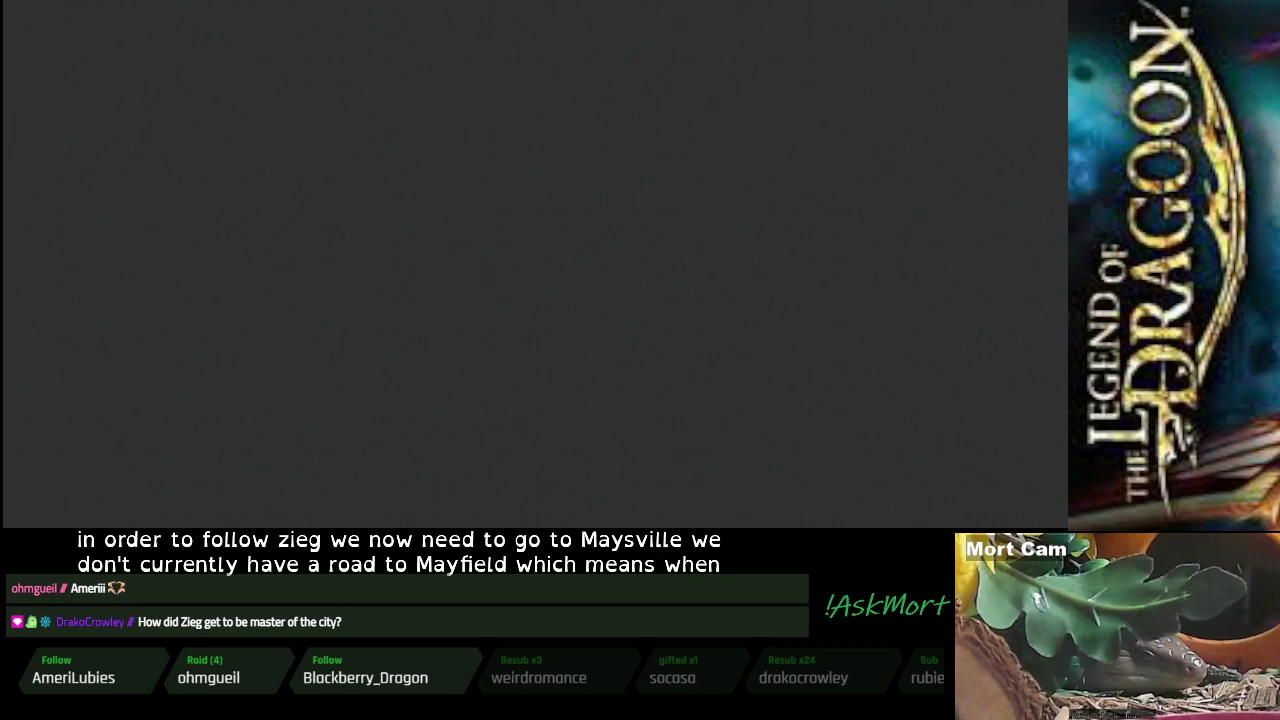 THE LEGEND OF
DRAGOON
in order to follow zieg we now need to go to Maysville we
don't currently have a road to Mayfield which means when
Mort Cam
ohmgueil // Ameriii
DrakoCrowley // How did Zieg get to be master of the city?
!AskMort
Follow
AmeriLubies
Raid (4)
ohmgueil
Follow
Blackberry_Dragon
Resub x3
weirdromance
gifted x1
socasa
Resub x24
drakocrowley
Sub
rubie